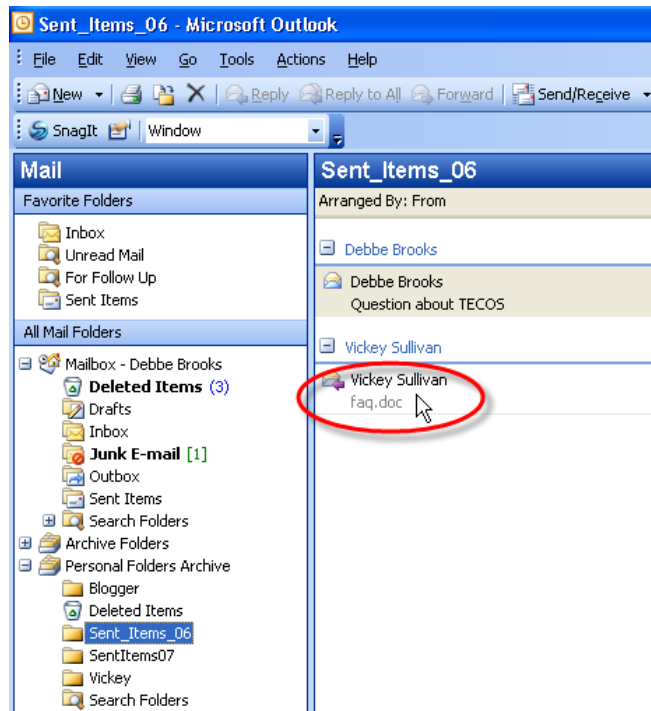 Sent_Items_06 - Microsoft Outlook
File Edit View Go Tools Actions Help
New Reply Reply to All Forward Send/Receive
SnagIt Window
Mail
Favorite Folders
Inbox
Unread Mail
For Follow Up
Sent Items
All Mail Folders
Mailbox - Debbe Brooks
Deleted Items (3)
Drafts
Inbox
Junk E-mail [1]
Outbox
Sent Items
Search Folders
Archive Folders
Personal Folders Archive
Blogger
Deleted Items
Sent_Items_06
SentItems07
Vickey
Search Folders
Sent_Items_06
Arranged By: From
Debbe Brooks
Debbe Brooks
Question about TECOS
Vickey Sullivan
Vickey Sullivan
faq.doc